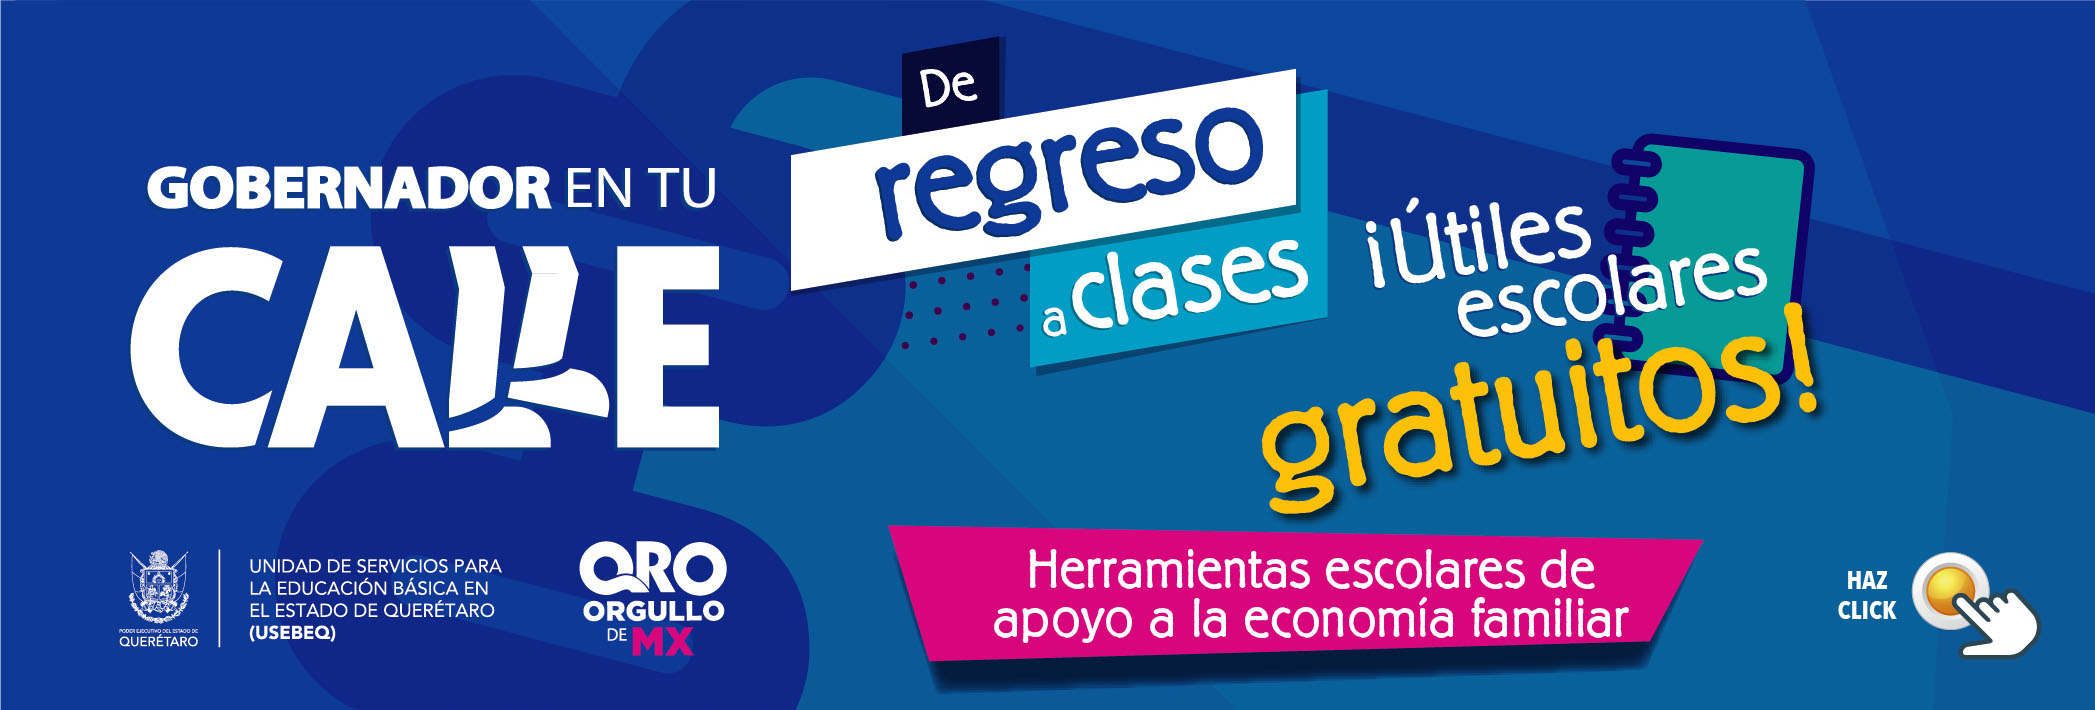 GOBERNADOR EN TU
CALLE
De
regreso
a clases
¡Útiles
escolares
gratuitos!
Herramientas escolares de
apoyo a la economía familiar
PODER EJECUTIVO DEL ESTADO DE
QUERÉTARO
UNIDAD DE SERVICIOS PARA
LA EDUCACIÓN BÁSICA EN
EL ESTADO DE QUERÉTARO
(USEBEQ)
QRO
ORGULLO
DE MX
HAZ
CLICK